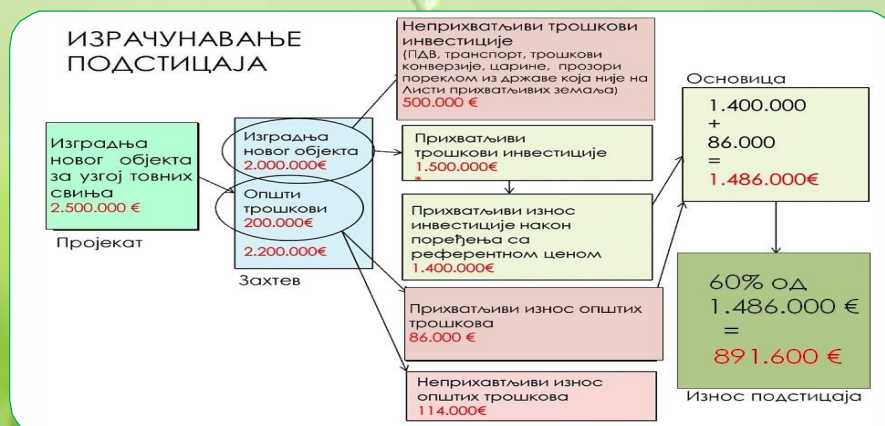 ИЗРАЧУНАВАЊЕ
ПОДСТИЦАЈА
Изградња
новог објекта
за узгој товних
свиња
2.500.000 €
Пројекат
Изградња
новог објекта
2.000.000€
Општи
трошкови
200.000€
2.200.000€
Захтев
Неприхватљиви трошкови
инвестиције
(ПДВ, транспорт, трошкови
конверзије, царине, прозори
пореклом из државе која није на
Листи прихватљивих земаља)
500.000 €
Прихватљиви
трошкови инвестиције
1.500.000€
*
Прихватљиви износ
инвестиције након
поређења са
референтном ценом
1.400.000€
Прихватљиви износ општих
трошкова
86.000 €
Неприхавтљиви износ
општих трошкова
114.000€
Основица
1.400.000
+
86.000
=
1.486.000€
60% од
1.486.000 €
=
891.600 €
Износ подстицаја